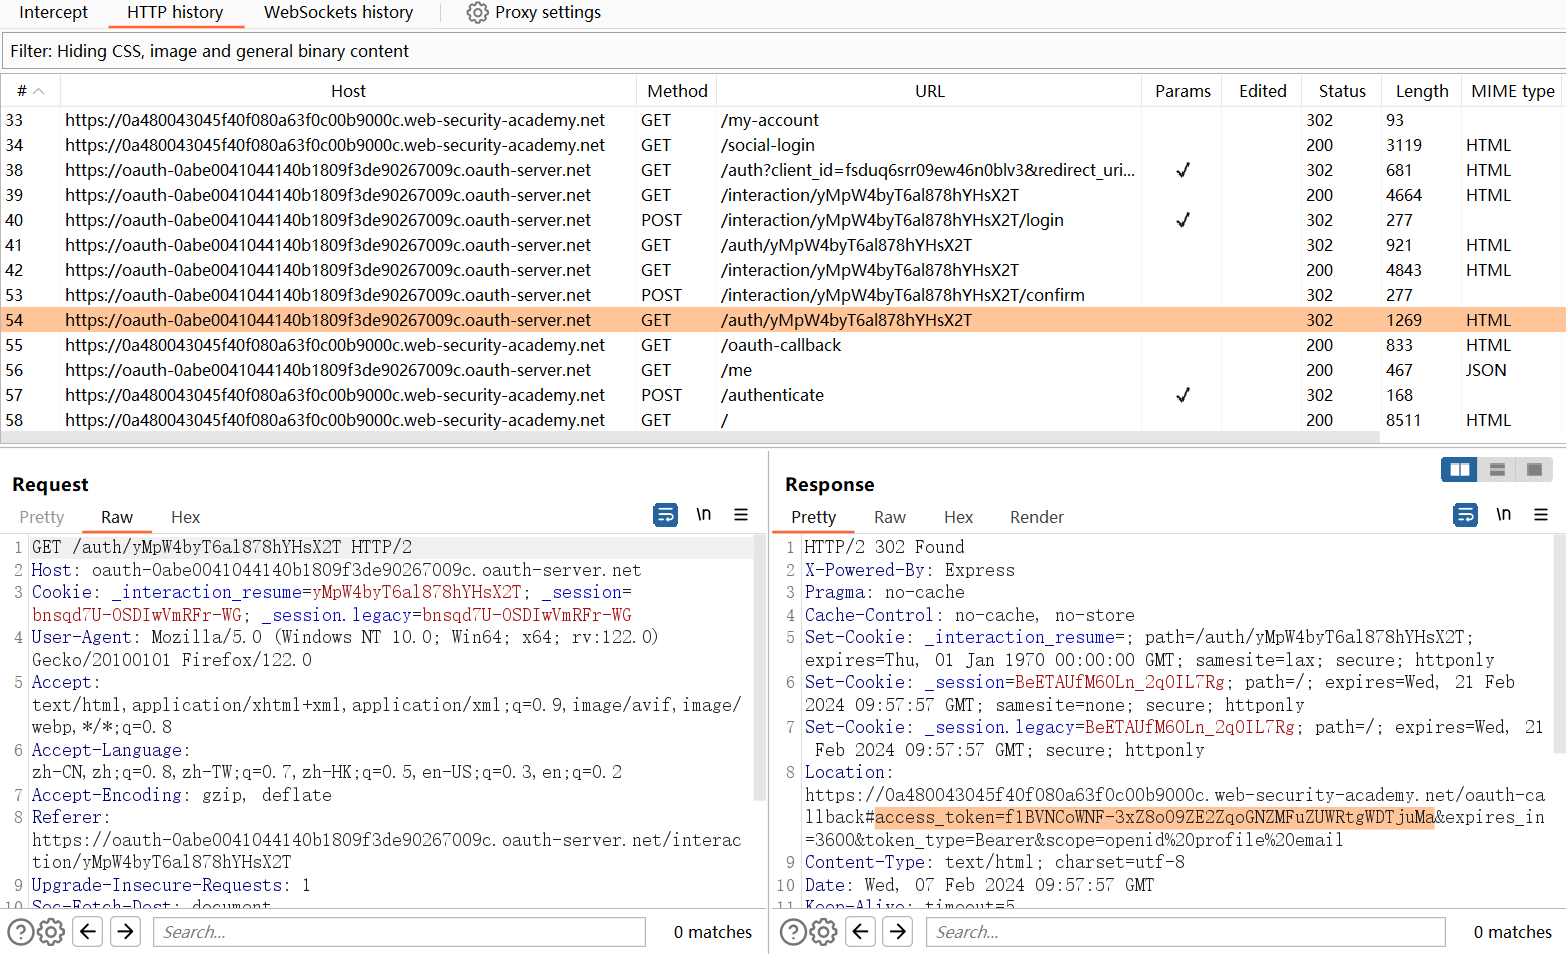 Intercept HTTP history WebSockets history Proxy settings
Filter: Hiding CSS, image and general binary content
# Host Method URL Params Edited Status Length MIME type
33 https://0a480043045f40f080a63f0c00b9000c.web-security-academy.net GET /my-account 302 93
34 https://0a480043045f40f080a63f0c00b9000c.web-security-academy.net GET /social-login 200 3119 HTML
38 https://oauth-0abe0041044140b1809f3de90267009c.oauth-server.net GET /auth?client_id=fsduq6srr09ew46n0blv3&redirect_uri... ✓ 302 681 HTML
39 https://oauth-0abe0041044140b1809f3de90267009c.oauth-server.net GET /interaction/yMpW4byT6al878hYHsX2T 200 4664 HTML
40 https://oauth-0abe0041044140b1809f3de90267009c.oauth-server.net POST /interaction/yMpW4byT6al878hYHsX2T/login ✓ 302 277
41 https://oauth-0abe0041044140b1809f3de90267009c.oauth-server.net GET /auth/yMpW4byT6al878hYHsX2T 302 921 HTML
42 https://oauth-0abe0041044140b1809f3de90267009c.oauth-server.net GET /interaction/yMpW4byT6al878hYHsX2T 200 4843 HTML
53 https://oauth-0abe0041044140b1809f3de90267009c.oauth-server.net POST /interaction/yMpW4byT6al878hYHsX2T/confirm 302 277
54 https://oauth-0abe0041044140b1809f3de90267009c.oauth-server.net GET /auth/yMpW4byT6al878hYHsX2T 302 1269 HTML
55 https://0a480043045f40f080a63f0c00b9000c.web-security-academy.net GET /oauth-callback 200 833 HTML
56 https://oauth-0abe0041044140b1809f3de90267009c.oauth-server.net GET /me 200 467 JSON
57 https://0a480043045f40f080a63f0c00b9000c.web-security-academy.net POST /authenticate ✓ 302 168
58 https://0a480043045f40f080a63f0c00b9000c.web-security-academy.net GET / 200 8511 HTML
Request
Pretty Raw Hex \n
1 GET /auth/yMpW4byT6al878hYHsX2T HTTP/2
2 Host: oauth-0abe0041044140b1809f3de90267009c.oauth-server.net
3 Cookie: _interaction_resume=yMpW4byT6al878hYHsX2T; _session=
bnsqd7U-OSDIwVmRFr-WG; _session.legacy=bnsqd7U-OSDIwVmRFr-WG
4 User-Agent: Mozilla/5.0 (Windows NT 10.0; Win64; x64; rv:122.0)
Gecko/20100101 Firefox/122.0
5 Accept:
text/html,application/xhtml+xml,application/xml;q=0.9,image/avif,image/
webp,*/*;q=0.8
6 Accept-Language:
zh-CN,zh;q=0.8,zh-TW;q=0.7,zh-HK;q=0.5,en-US;q=0.3,en;q=0.2
7 Accept-Encoding: gzip, deflate
8 Referer:
https://oauth-0abe0041044140b1809f3de90267009c.oauth-server.net/interac
tion/yMpW4byT6al878hYHsX2T
9 Upgrade-Insecure-Requests: 1
10 Sec-Fetch-Dest: document
Search... 0 matches
Response
Pretty Raw Hex Render \n
1 HTTP/2 302 Found
2 X-Powered-By: Express
3 Pragma: no-cache
4 Cache-Control: no-cache, no-store
5 Set-Cookie: _interaction_resume=; path=/auth/yMpW4byT6al878hYHsX2T;
expires=Thu, 01 Jan 1970 00:00:00 GMT; samesite=lax; secure; httponly
6 Set-Cookie: _session=BeETAUfM6OLn_2q0IL7Rg; path=/; expires=Wed, 21 Feb
2024 09:57:57 GMT; samesite=none; secure; httponly
7 Set-Cookie: _session.legacy=BeETAUfM6OLn_2q0IL7Rg; path=/; expires=Wed, 21
Feb 2024 09:57:57 GMT; secure; httponly
8 Location:
https://0a480043045f40f080a63f0c00b9000c.web-security-academy.net/oauth-ca
llback#access_token=f1BVNCoWNF-3xZ8oO9ZE2ZqoGNZMFuZUWRtgWDTjuMa&expires_in
=3600&token_type=Bearer&scope=openid%20profile%20email
9 Content-Type: text/html; charset=utf-8
10 Date: Wed, 07 Feb 2024 09:57:57 GMT
11 Keep-Alive: timeout=5
Search... 0 matches